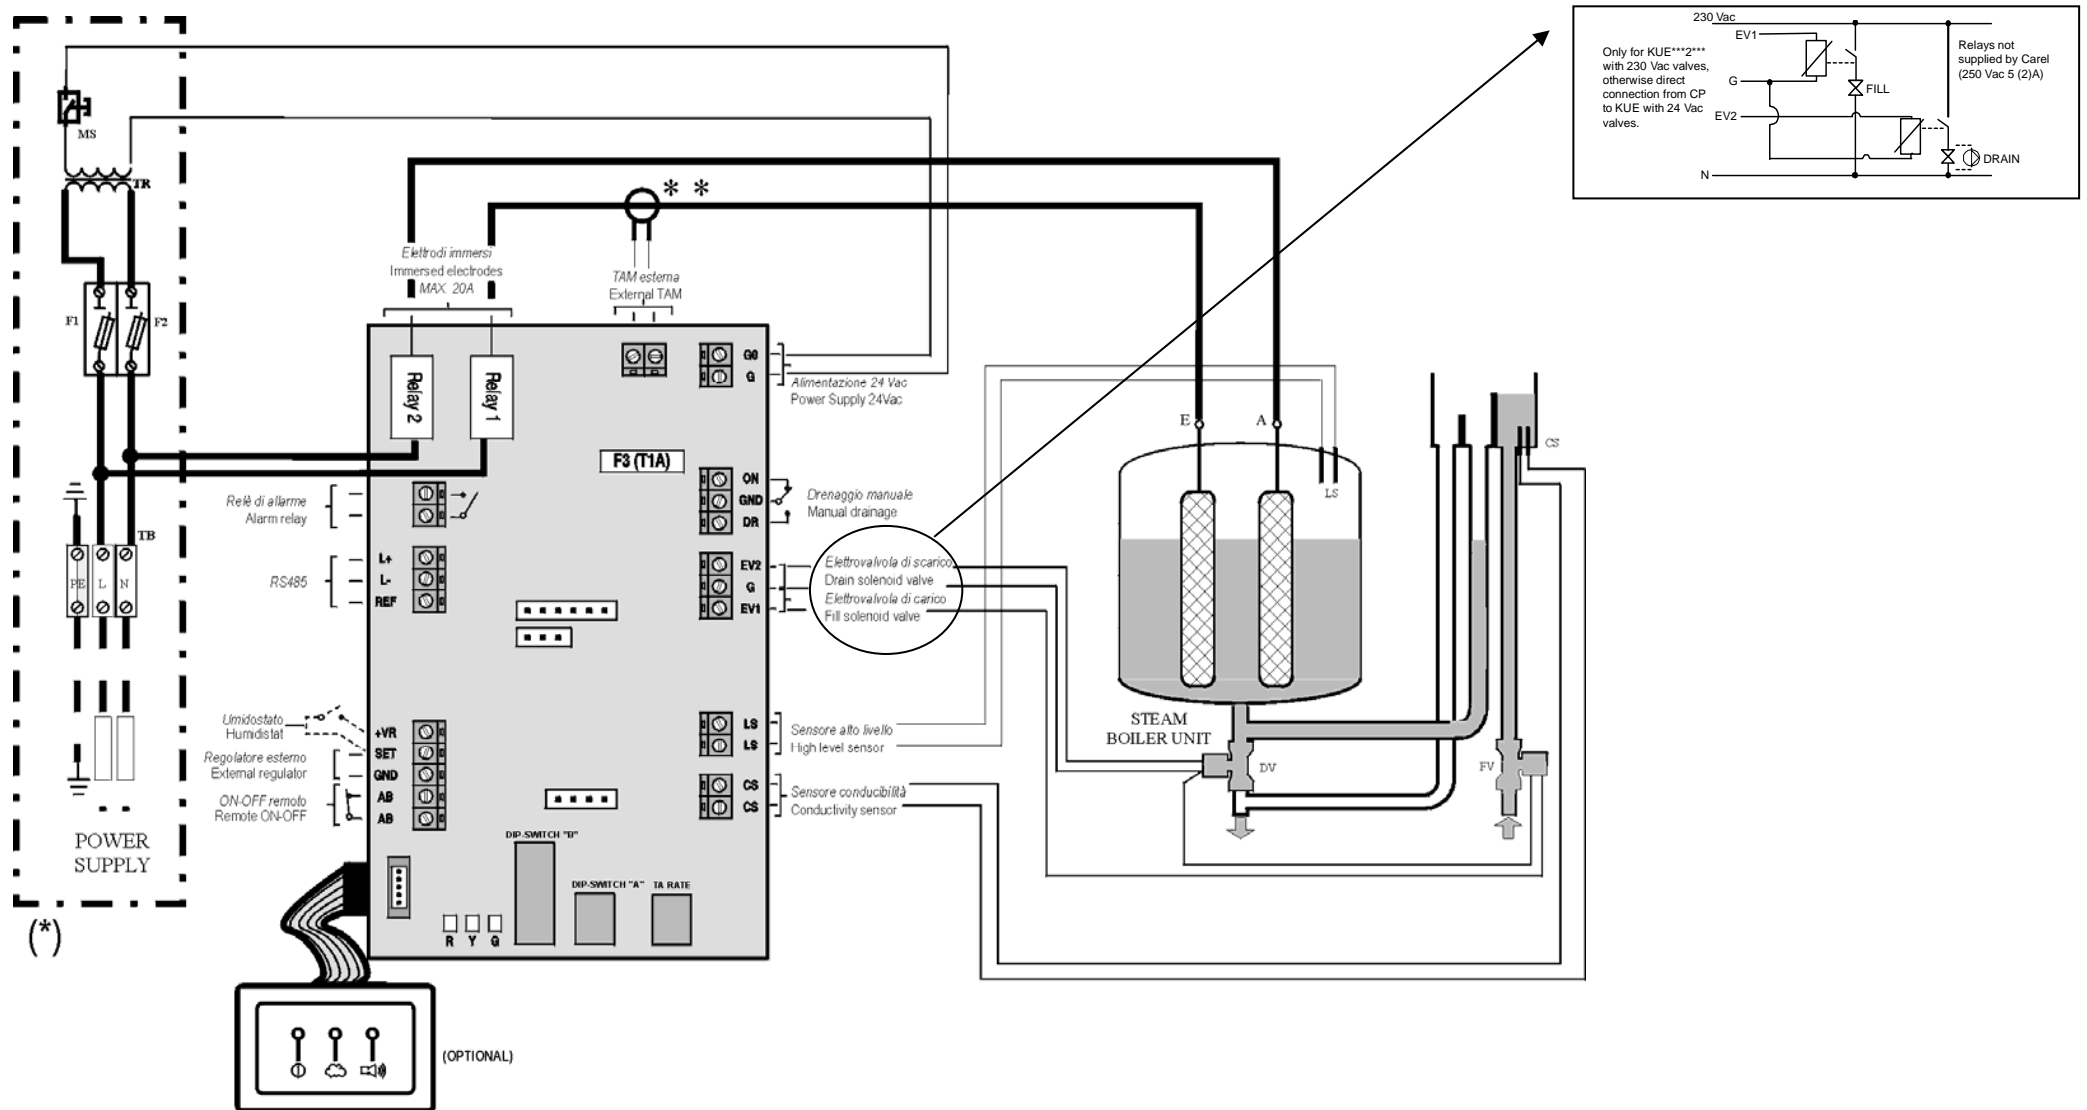 230 Vac
EV1
Only for KUE***2***
with 230 Vac valves,
otherwise direct
connection from CP
to KUE with 24 Vac
valves.
Relays not
supplied by Carel
(250 Vac 5 (2)A)
G
FILL
EV2
DRAIN
N
MS
TR
* *
Elettrodi immersi
Immersed electrodes
MAX. 20A
TAM esterna
External TAM
F1
F2
Relay 2
Relay 1
G0
G
Alimentazione 24 Vac
Power Supply 24Vac
F3 (T1A)
E
A
CS
LS
Relè di allarme
Alarm relay
ON
GND
DR
Drenaggio manuale
Manual drainage
TB
PE
L
N
RS485
L+
L-
REF
EV2
G
EV1
Elettrovalvola di scarico
Drain solenoid valve
Elettrovalvola di carico
Fill solenoid valve
Umidostato
Humidistat
Regolatore esterno
External regulator
ON-OFF remoto
Remote ON-OFF
+VR
SET
GND
AB
AB
LS
LS
Sensore alto livello
High level sensor
CS
CS
Sensore conducibilità
Conductivity sensor
STEAM
BOILER UNIT
DV
FV
POWER
SUPPLY
(*)
DIP-SWITCH "B"
DIP-SWITCH "A"
TA RATE
R Y G
(OPTIONAL)